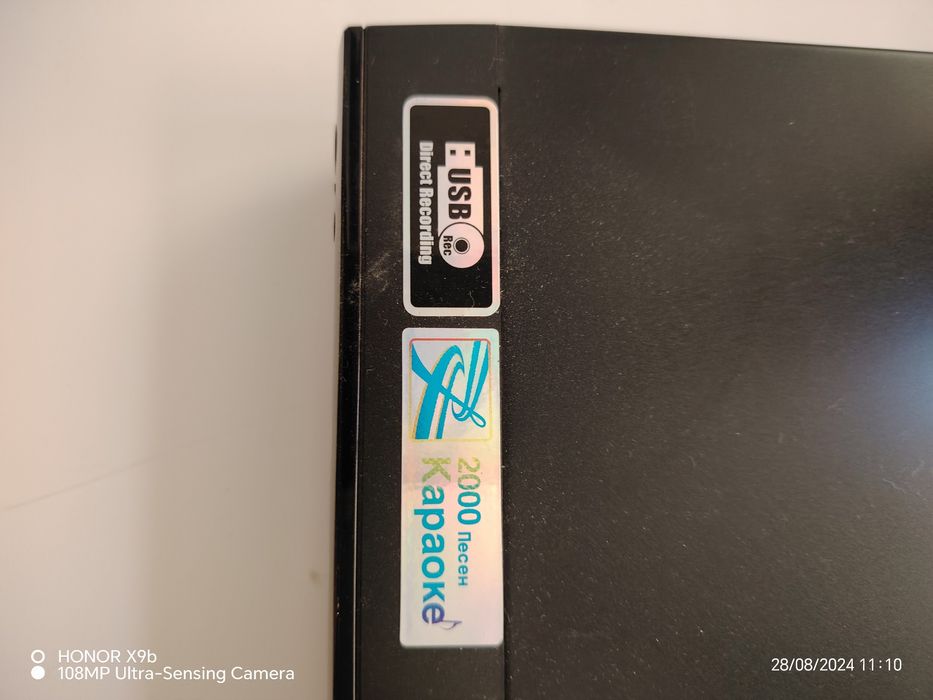 USB
Rec
Direct Recording
2000 Песен
Караоке
HONOR X9b
108MP Ultra-Sensing Camera
28/08/2024 11:10